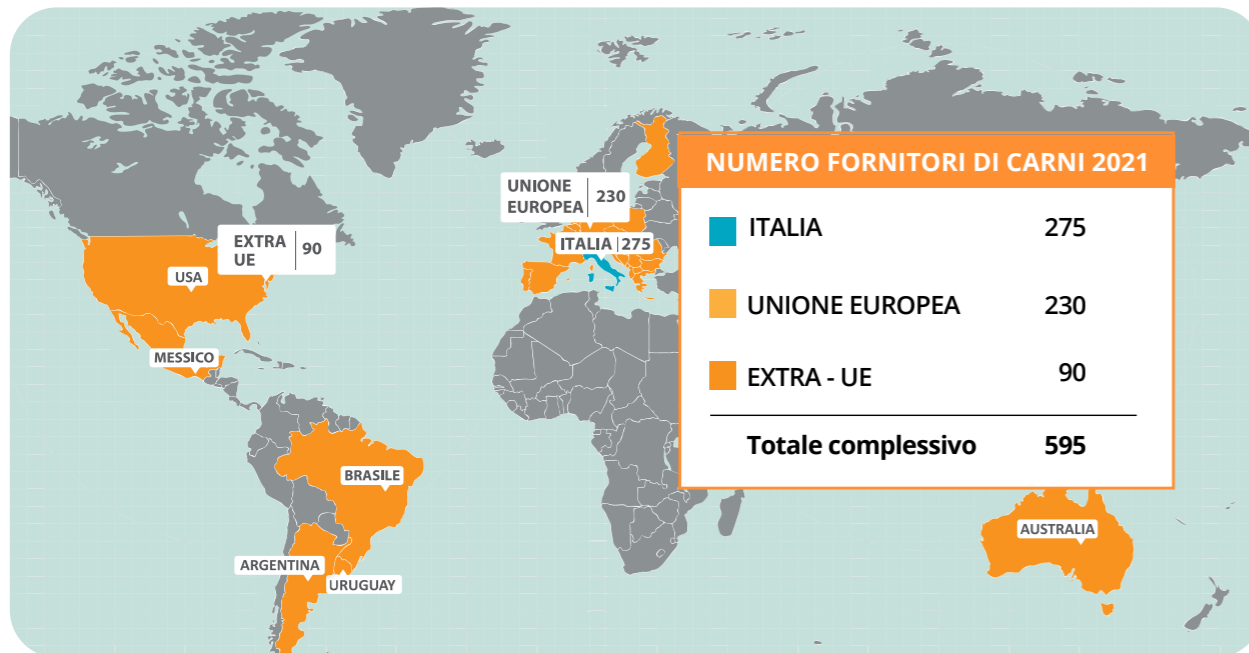 NUMERO FORNITORI DI CARNI 2021
ITALIA 275
UNIONE EUROPEA 230
EXTRA - UE 90
Totale complessivo 595
UNIONE
EUROPEA 230
ITALIA 275
EXTRA
UE 90
USA
MESSICO
BRASILE
ARGENTINA
URUGUAY
AUSTRALIA